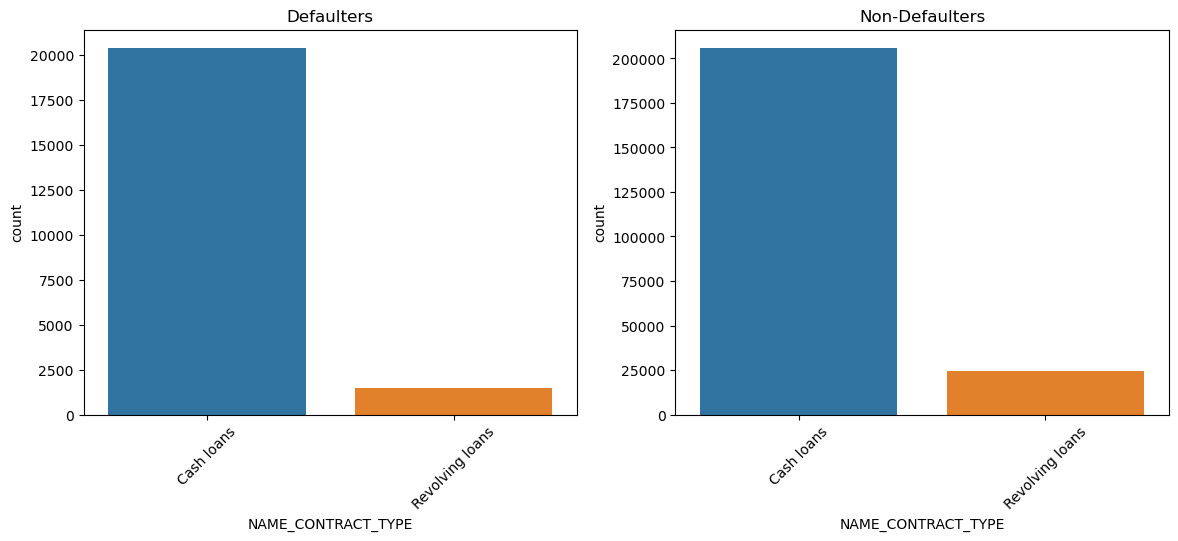 Defaulters
20000
17500
15000
12500
10000
7500
5000
2500
0
count
Cash loans
Revolving loans
NAME_CONTRACT_TYPE
Non-Defaulters
200000
175000
150000
125000
100000
75000
50000
25000
0
count
Cash loans
Revolving loans
NAME_CONTRACT_TYPE